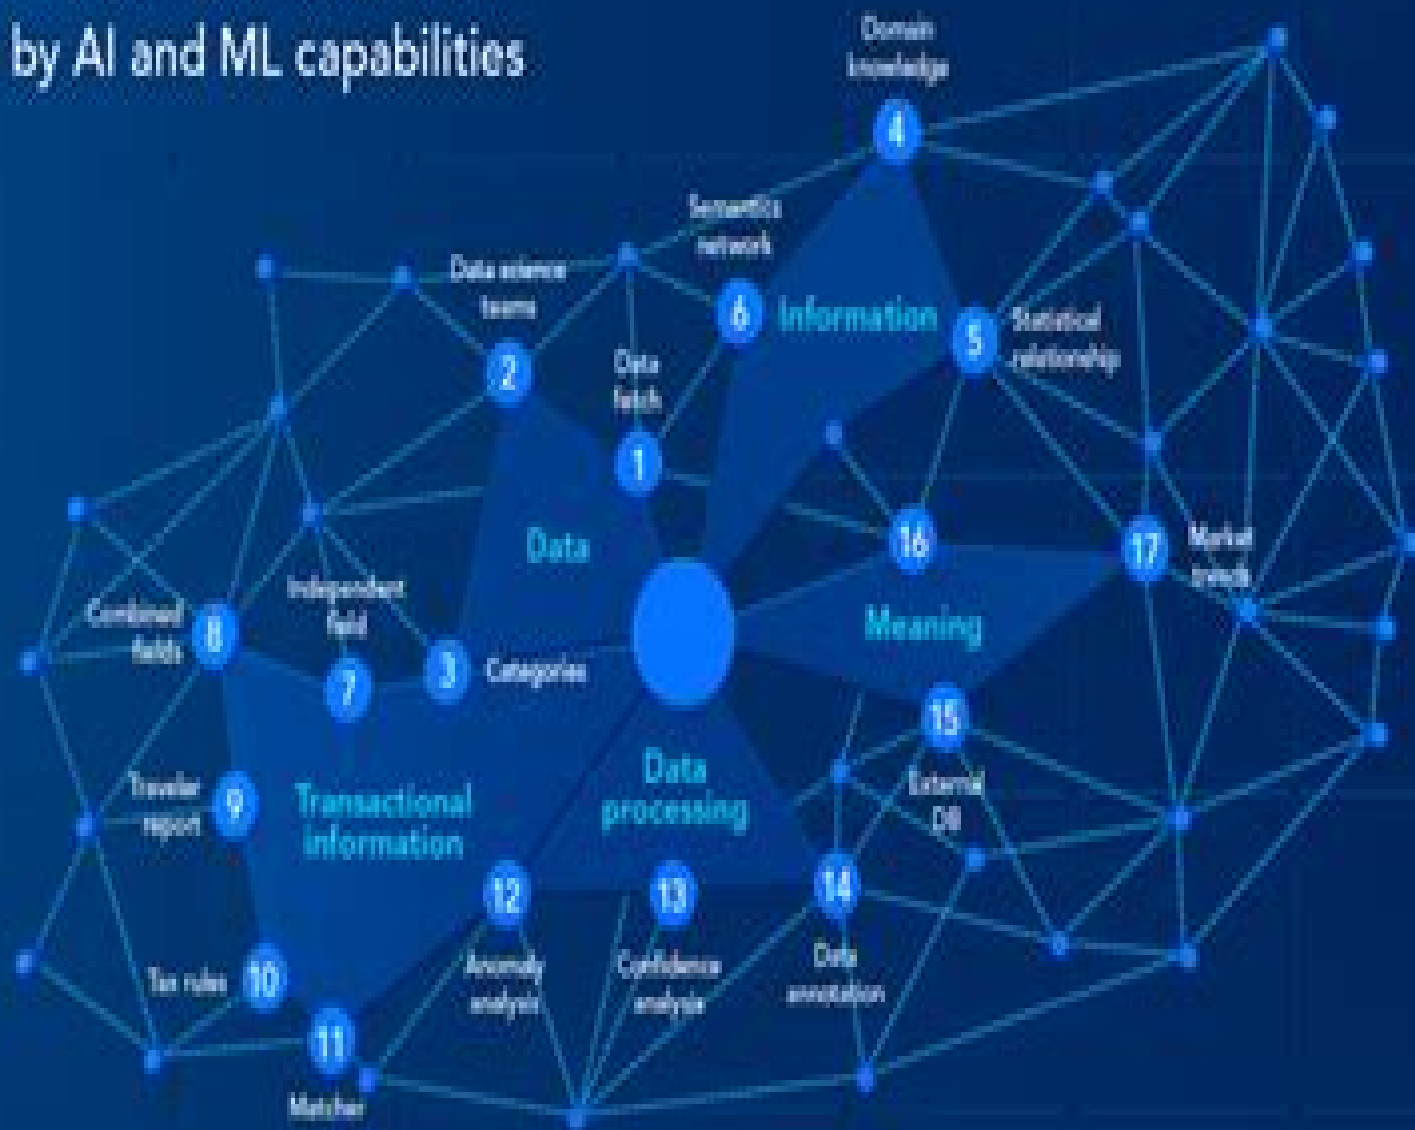 by AI and ML capabilities
Domain
knowledge
4
Semantics
network
Data science
teams
6
Information
5
Statistical
relationship
2
Data
fetch
1
Data
16
17
Market
trends
Independent
field
Combined
fields
8
Meaning
7
3
Categories
15
Data
processing
External
DB
Traveler
report
9
Transactional
information
12
13
14
Anomaly
analysis
Confidence
analysis
Data
annotation
Tax rules
10
11
Matcher